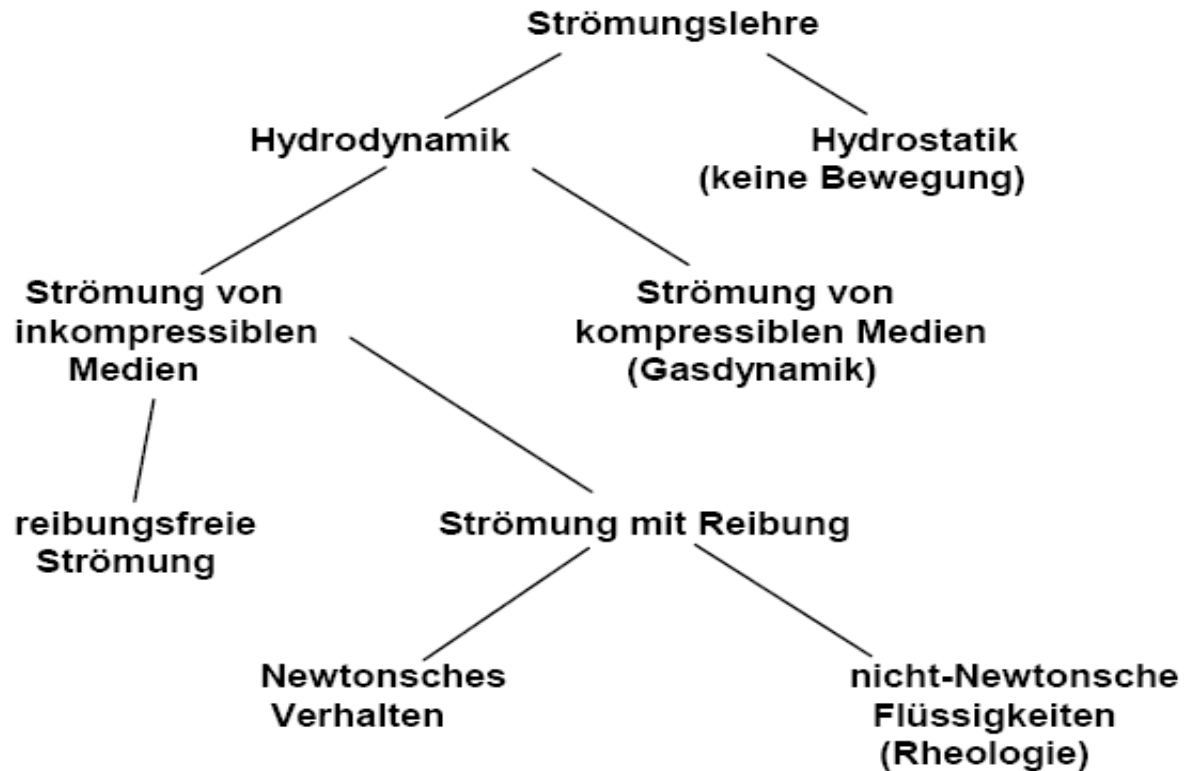 Strömungslehre
Hydrodynamik
Hydrostatik
(keine Bewegung)
Strömung von
inkompressiblen
Medien
Strömung von
kompressiblen Medien
(Gasdynamik)
reibungsfreie
Strömung
Strömung mit Reibung
Newtonsches
Verhalten
nicht-Newtonsche
Flüssigkeiten
(Rheologie)